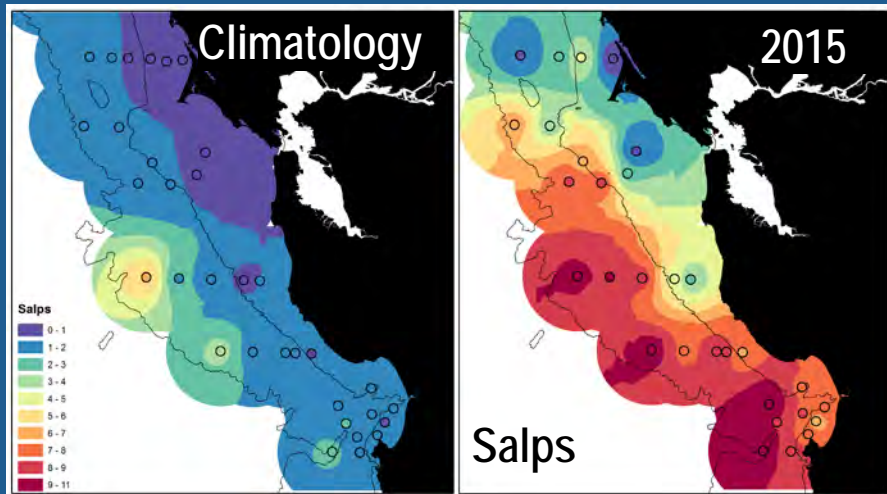 Climatology
2015
Salps
0 - 1
1 - 2
2 - 3
3 - 4
4 - 5
5 - 6
6 - 7
7 - 8
8 - 9
9 - 11
Salps